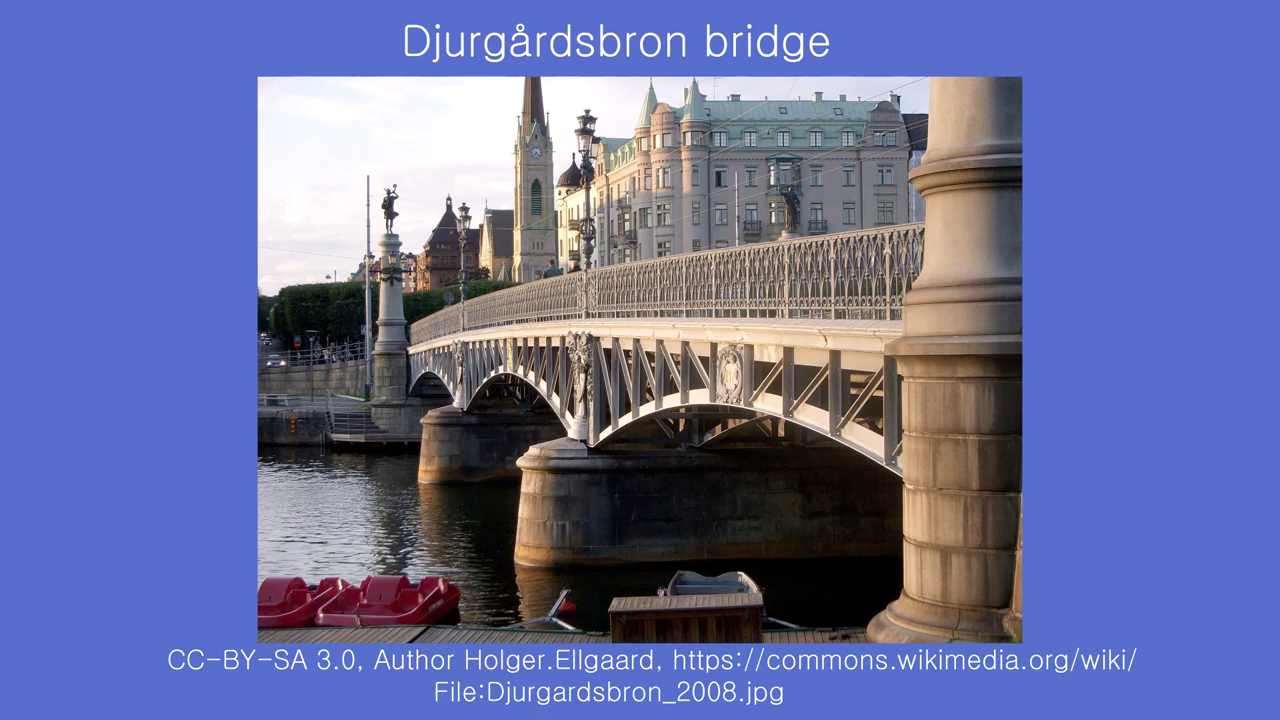 Djurgårdsbron bridge
CC-BY-SA 3.0, Author Holger.Ellgaard, https://commons.wikimedia.org/wiki/
File:Djurgardsbron_2008.jpg